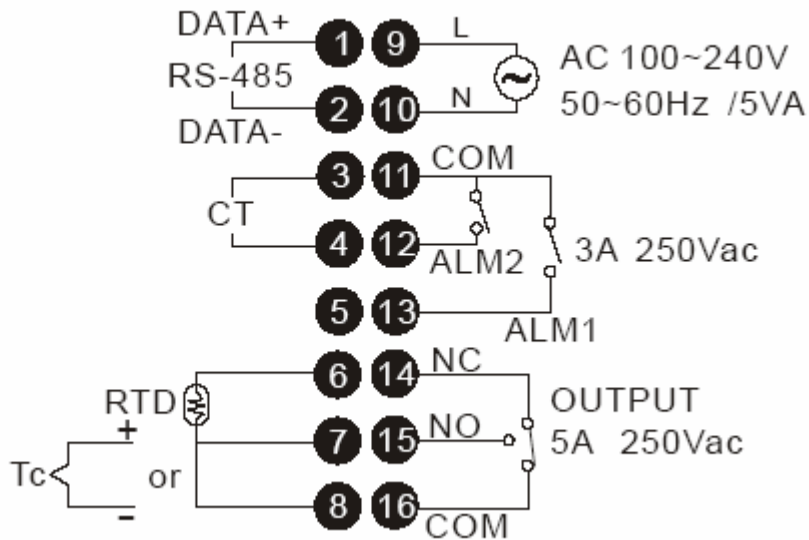 DATA+ 1 9 L
RS-485 AC 100~240V
2 10 N 50~60Hz /5VA
DATA-
COM
3 11
CT
4 12
ALM2 3A 250Vac
5 13
ALM1
6 14 NC
RTD OUTPUT
+ 7 15 NO 5A 250Vac
Tc or
- 8 16
COM